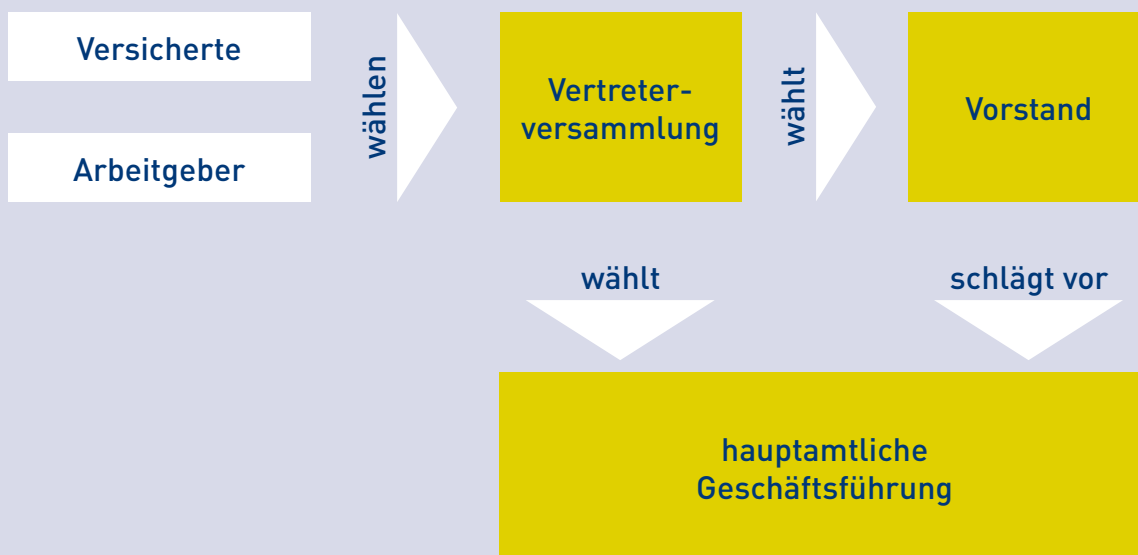 Versicherte
Arbeitgeber
wählen
Vertreter-
versammlung
wählt
Vorstand
wählt
schlägt vor
hauptamtliche
Geschäftsführung